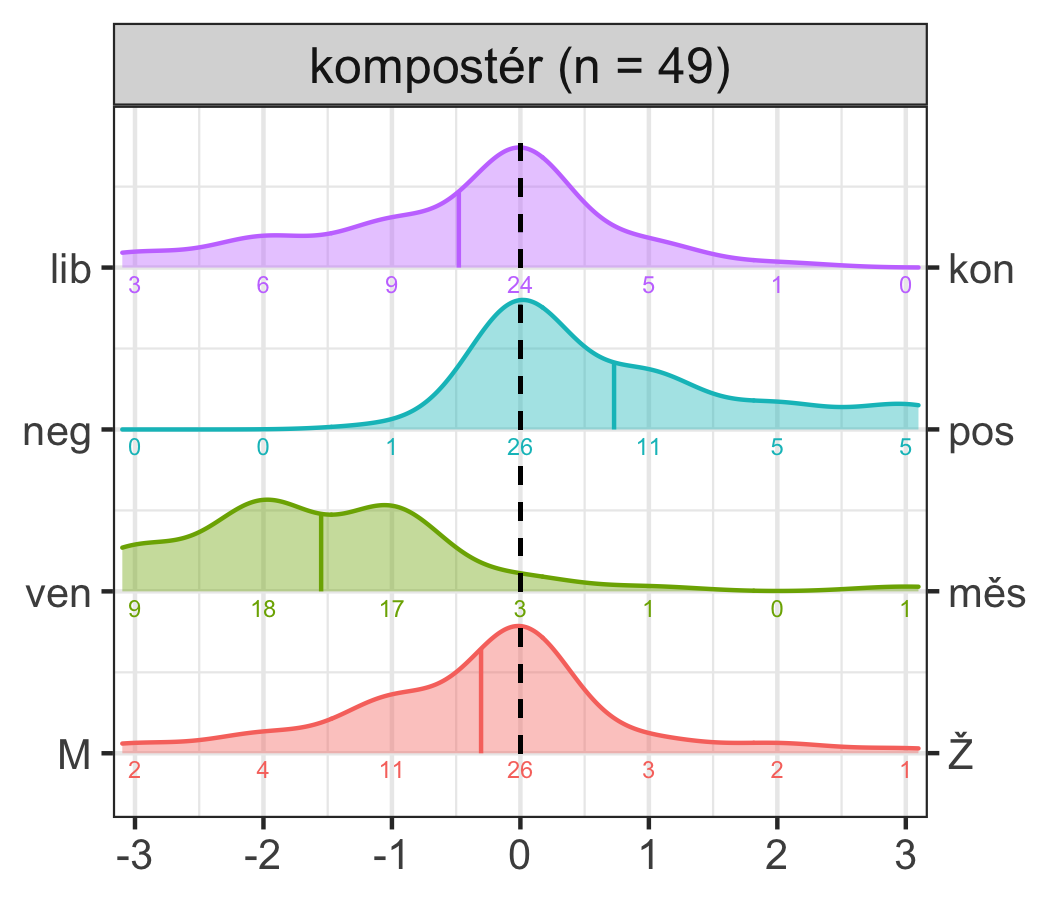 kompostér (n = 49)
lib kon
3 6 9 24 5 1 0
neg pos
0 0 1 26 11 5 5
ven měs
9 18 17 3 1 0 1
M Ž
2 4 11 26 3 2 1
-3 -2 -1 0 1 2 3